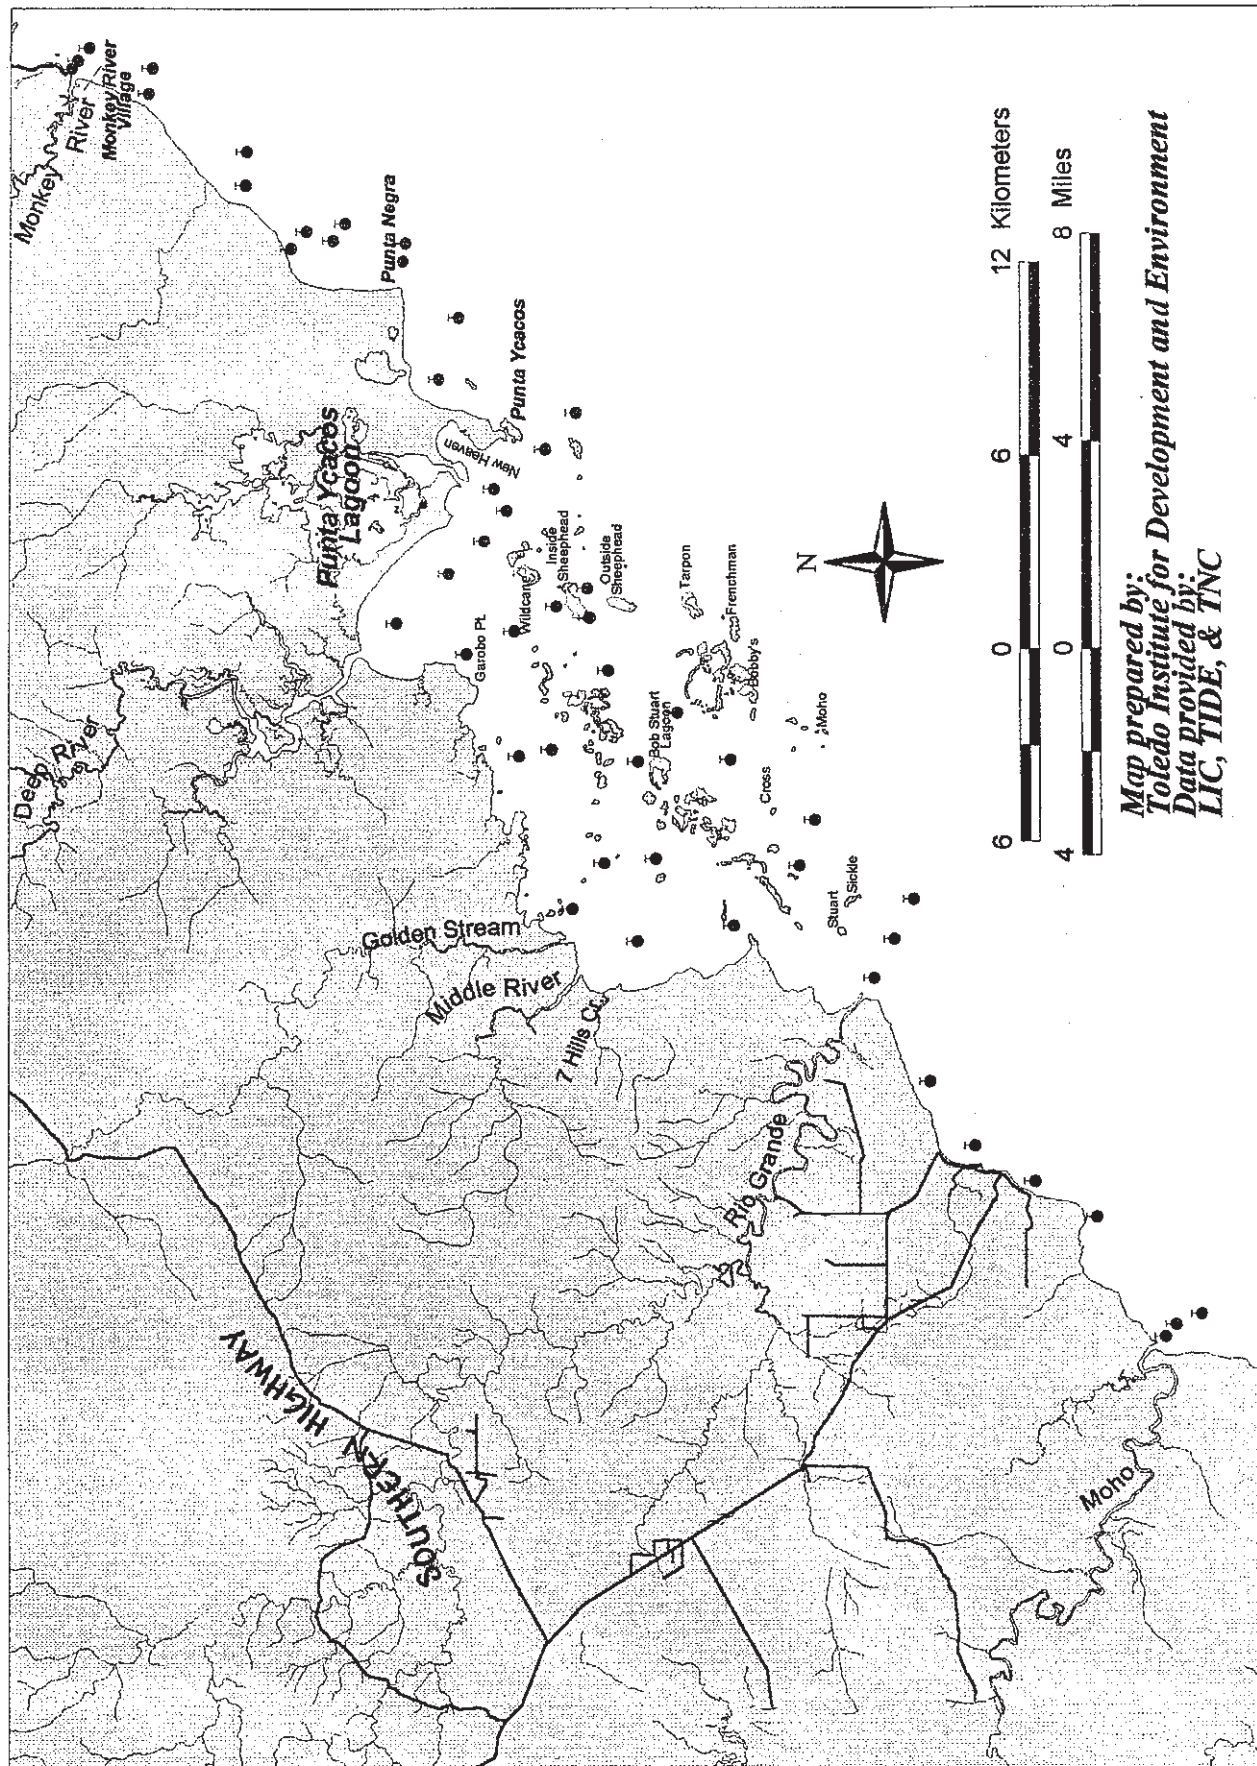 Monkey
River
Monkey River
Village
Punta Negra
Punta Ycacos
Punta Ycacos
Lagoon
New Heaven
Deep River
Garobo Pt.
Wildcane
Inside
Sheephead
Outside
Sheephead
Tarpon
Frenchman
Bobby's
Bob Stuart
Lagoon
Moho
Cross
Stuart
Sickle
Golden Stream
Middle River
7 Hills Cr.
Rio Grande
SOUTHERN HIGHWAY
Moho
N
6 0 6 12 Kilometers
4 0 4 8 Miles
Map prepared by:
Toledo Institute for Development and Environment
Data provided by:
LIC, TIDE, & TNC